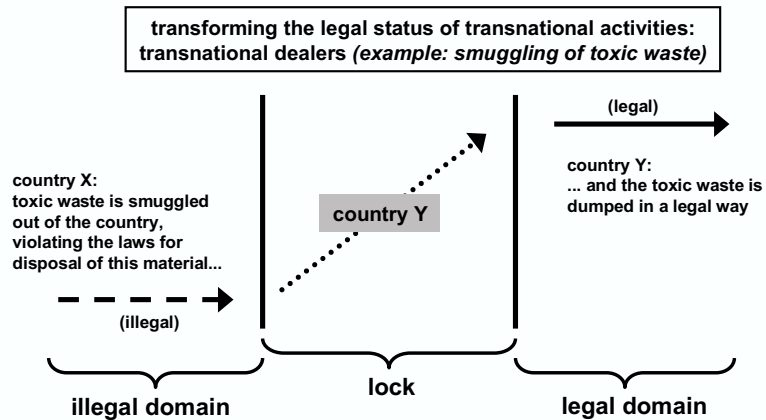 transforming the legal status of transnational activities:
transnational dealers (example: smuggling of toxic waste)
(legal)
country X:
toxic waste is smuggled
out of the country,
violating the laws for
disposal of this material...
(illegal)
country Y
country Y:
... and the toxic waste is
dumped in a legal way
illegal domain
lock
legal domain